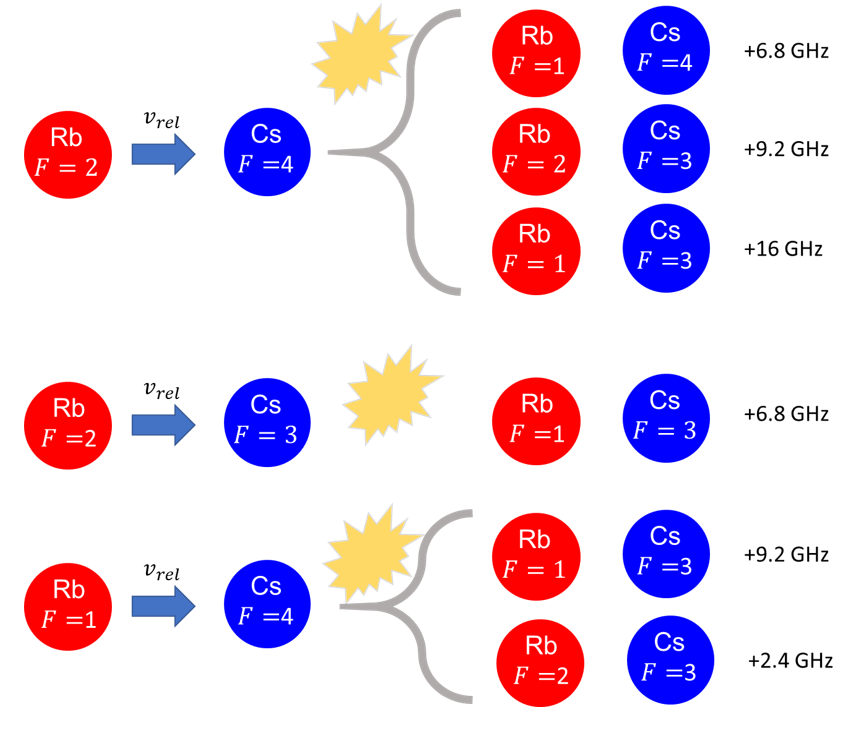 Rb
F = 2
v_rel
Cs
F =4
Rb
F =1
Cs
F =4
+6.8 GHz
Rb
F = 2
Cs
F =3
+9.2 GHz
Rb
F = 1
Cs
F =3
+16 GHz
Rb
F =2
v_rel
Cs
F = 3
Rb
F =1
Cs
F = 3
+6.8 GHz
Rb
F =1
v_rel
Cs
F =4
Rb
F = 1
Cs
F =3
+9.2 GHz
Rb
F =2
Cs
F =3
+2.4 GHz